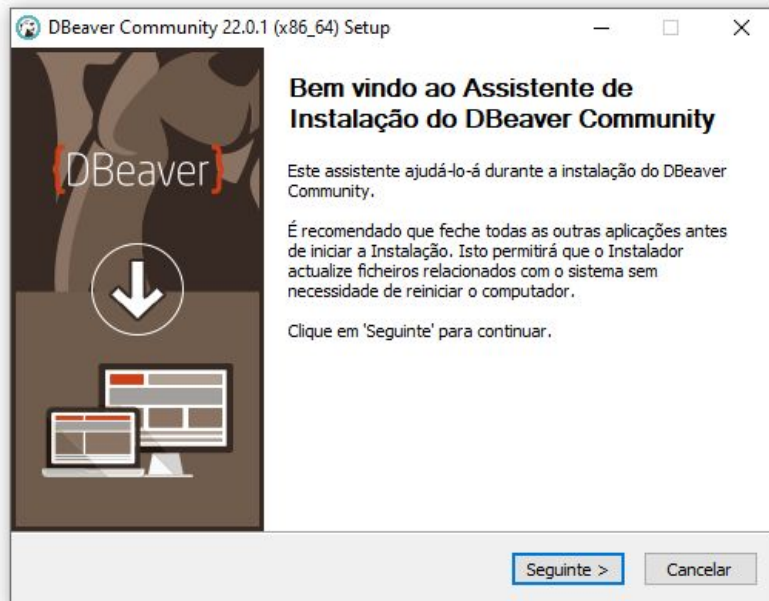 DBeaver Community 22.0.1 (x86_64) Setup
{DBeaver}
Bem vindo ao Assistente de
Instalação do DBeaver Community
Este assistente ajudá-lo-á durante a instalação do DBeaver
Community.
É recomendado que feche todas as outras aplicações antes
de iniciar a Instalação. Isto permitirá que o Instalador
actualize ficheiros relacionados com o sistema sem
necessidade de reiniciar o computador.
Clique em 'Seguinte' para continuar.
Seguinte >
Cancelar